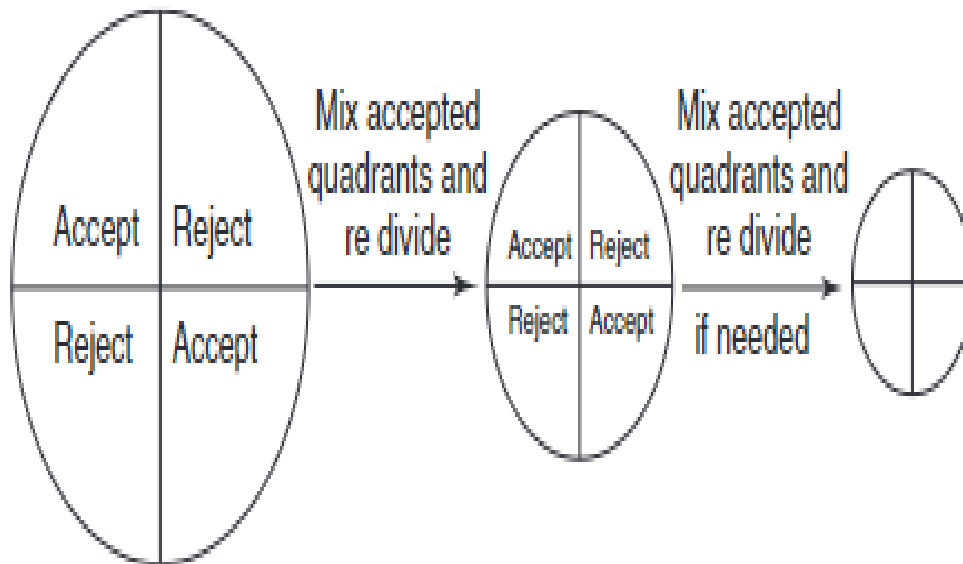 Accept Reject
Reject Accept
Mix accepted
quadrants and
re divide
Accept Reject
Reject Accept
Mix accepted
quadrants and
re divide
if needed